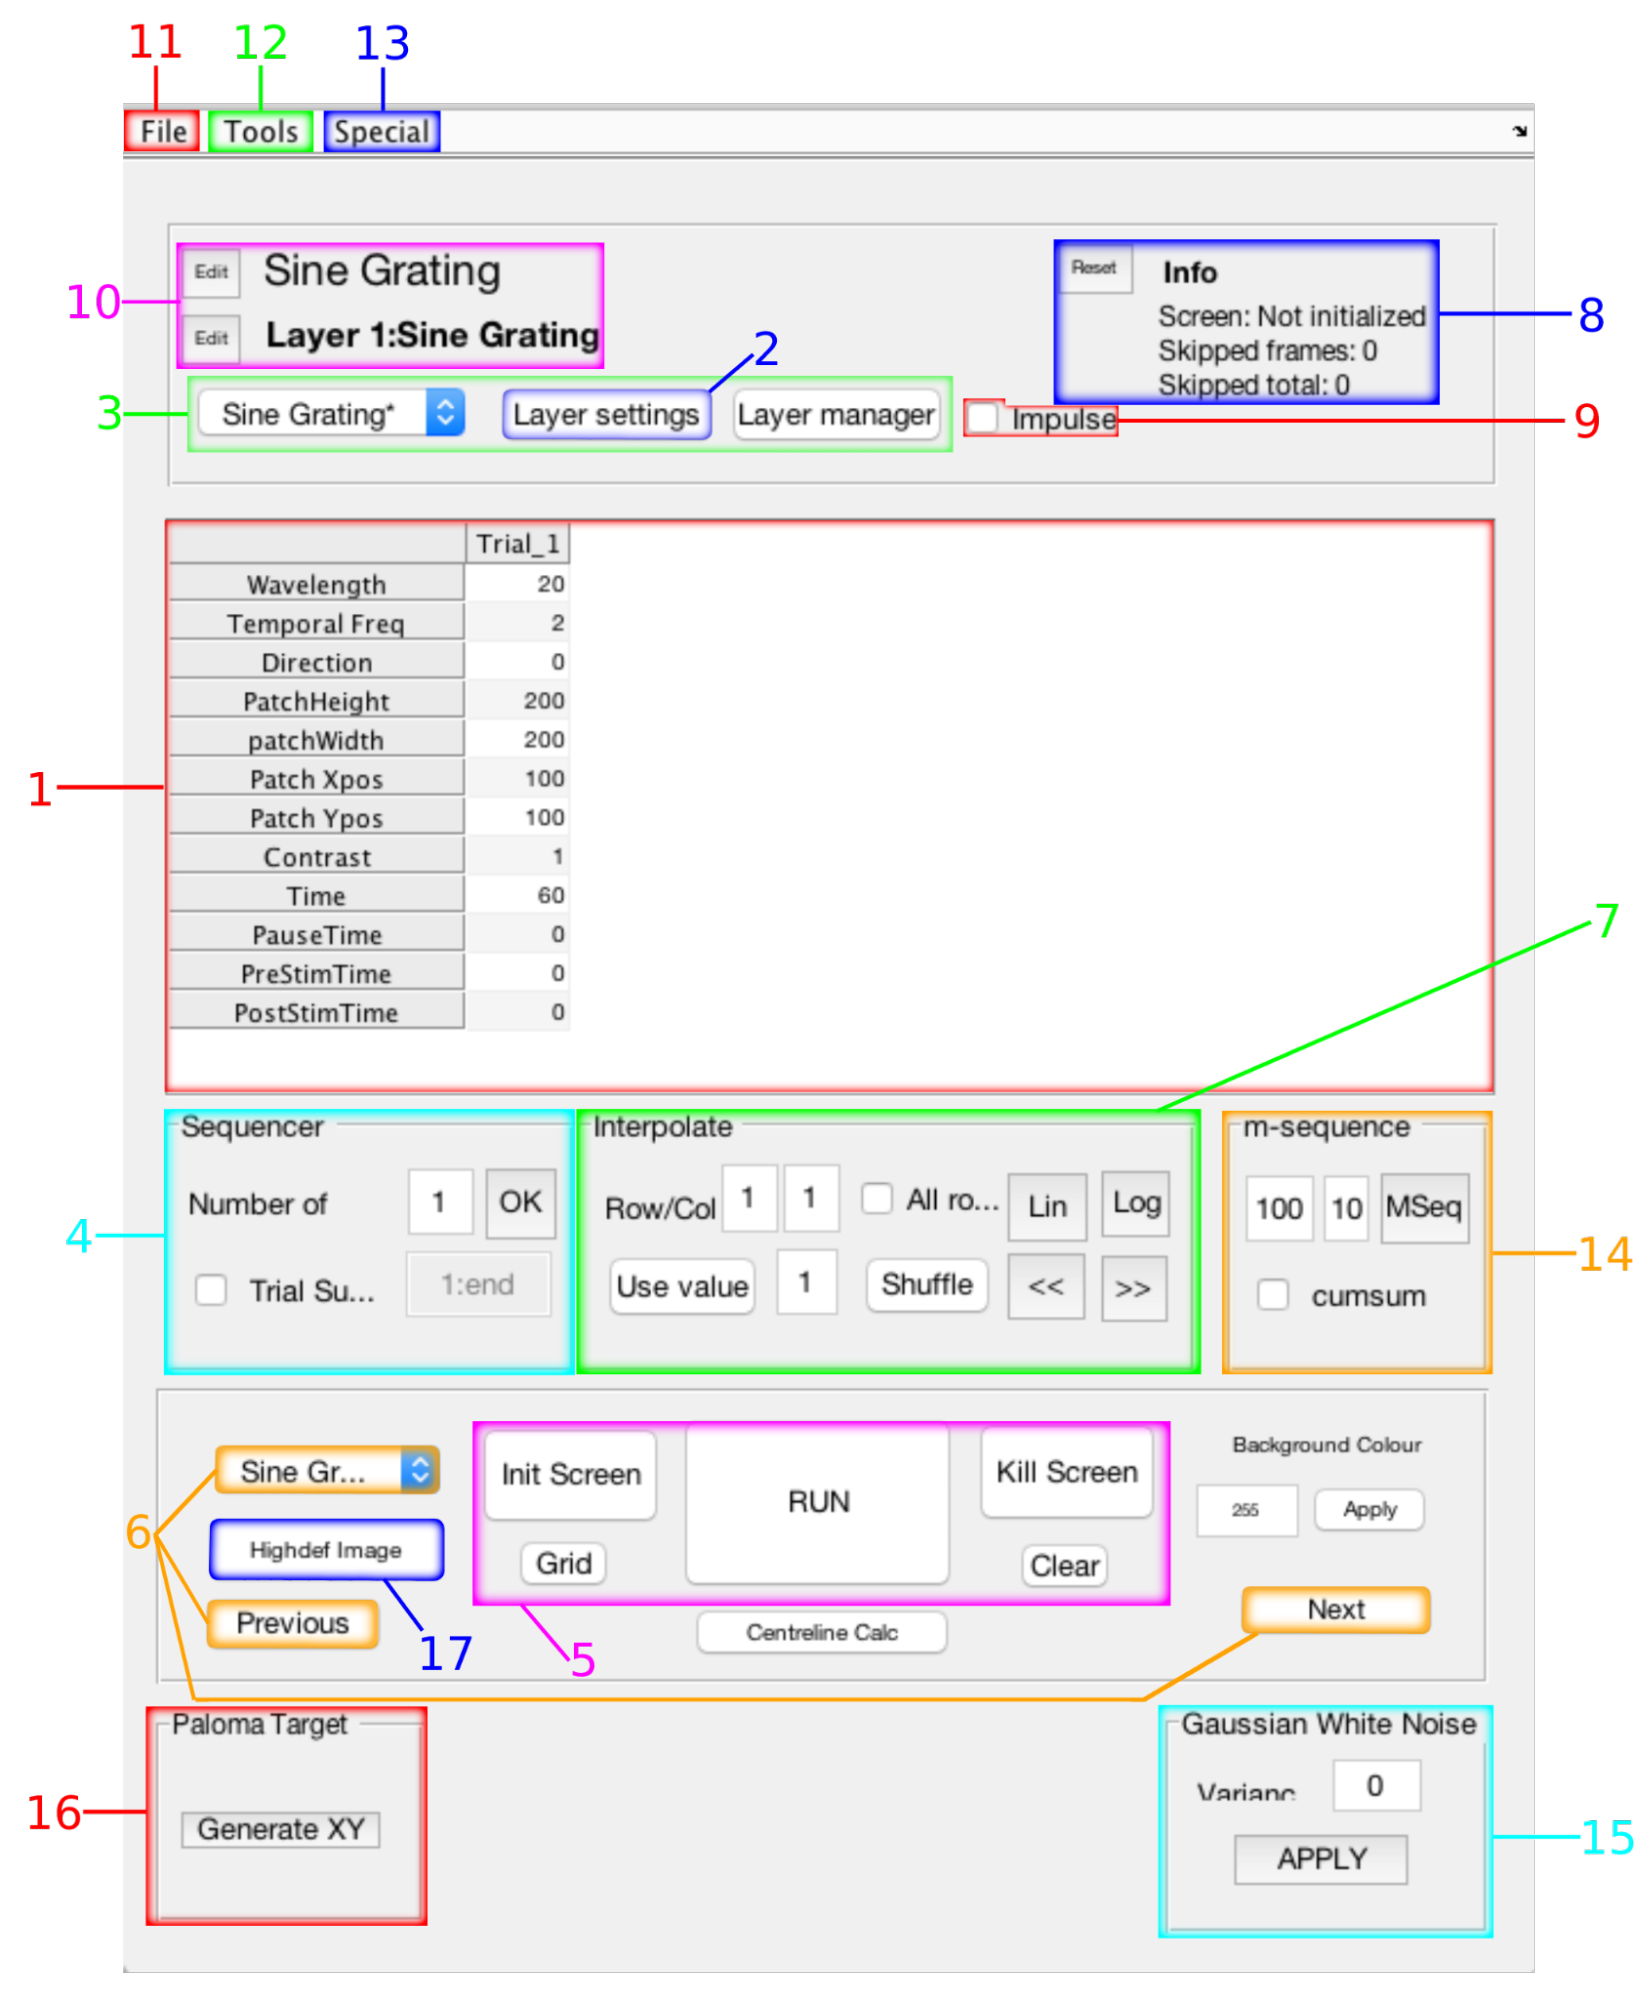 11 12 13
File Tools Special
Edit Sine Grating
Reset Info
10
Edit Layer 1:Sine Grating
Screen: Not initialized
8
Skipped frames: 0
2
Skipped total: 0
3
Sine Grating* Layer settings Layer manager
Impulse
9
Trial_1
Wavelength 20
Temporal Freq 2
Direction 0
PatchHeight 200
patchWidth 200
Patch Xpos 100
1
Patch Ypos 100
Contrast 1
Time 60
7
PauseTime 0
PreStimTime 0
PostStimTime 0
Sequencer
Number of 1 OK
4
Trial Su... 1:end
Interpolate
Row/Col 1 1 All ro... Lin Log
Use value 1 Shuffle << >>
m-sequence
100 10 MSeq
14
cumsum
Sine Gr... Init Screen RUN Kill Screen
Background Colour
255 Apply
6
Highdef Image Grid Clear
Previous Next
Centreline Calc
17 5
Paloma Target
16
Generate XY
Gaussian White Noise
Varianc 0
15
APPLY